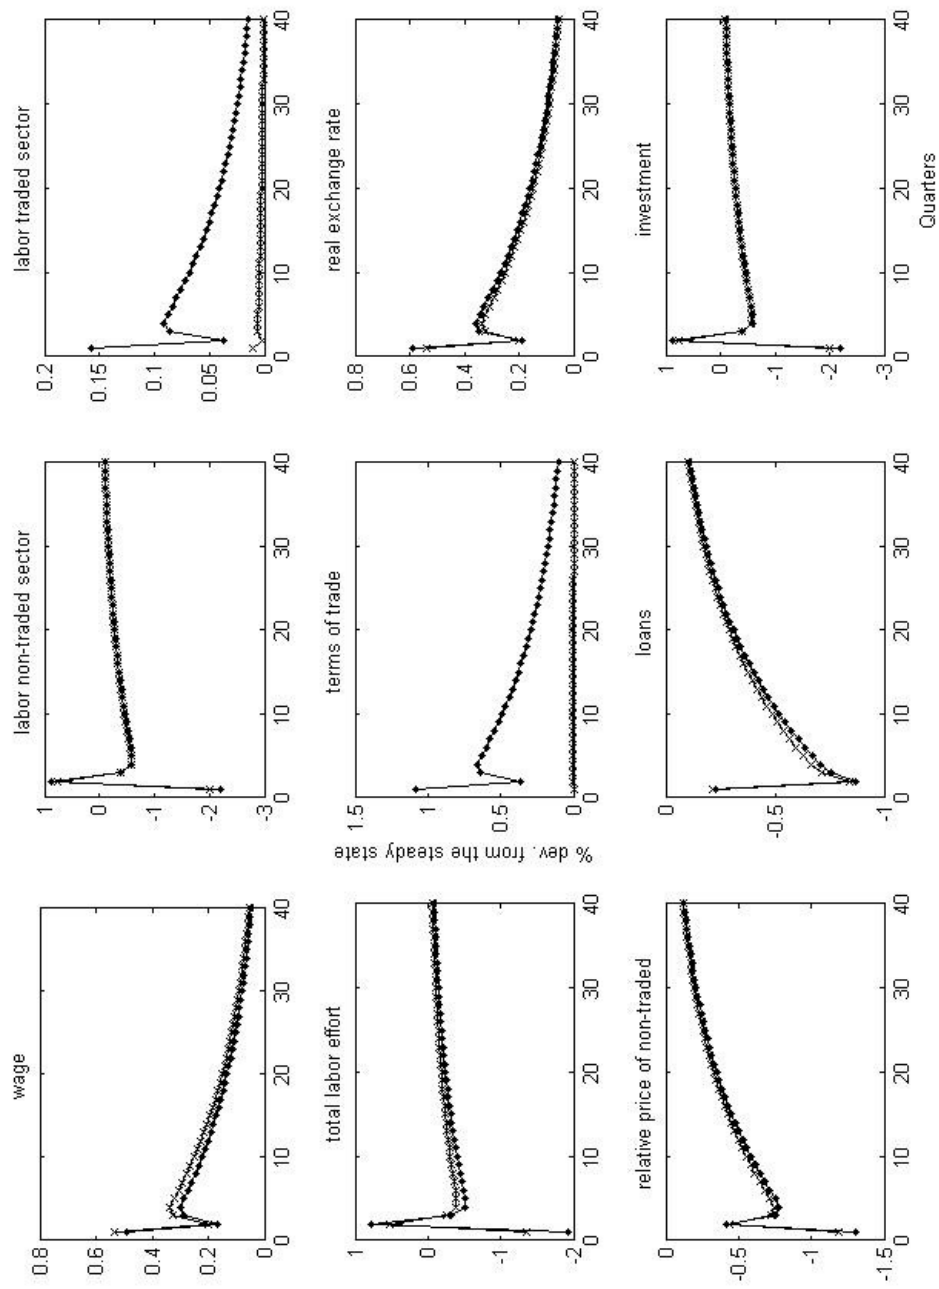 wage
0.8
0.6
0.4
0.2
0
0 10 20 30 40
labor non-traded sector
1
0
-1
-2
-3
0 10 20 30 40
labor traded sector
0.2
0.15
0.1
0.05
0
0 10 20 30 40
total labor effort
1
0
-1
-2
0 10 20 30 40
% dev. from the steady state
terms of trade
1.5
1
0.5
0
0 10 20 30 40
real exchange rate
0.8
0.6
0.4
0.2
0
0 10 20 30 40
relative price of non-traded
0
-0.5
-1
-1.5
0 10 20 30 40
loans
0
-0.5
-1
0 10 20 30 40
investment
1
0
-1
-2
-3
0 10 20 30 40
Quarters